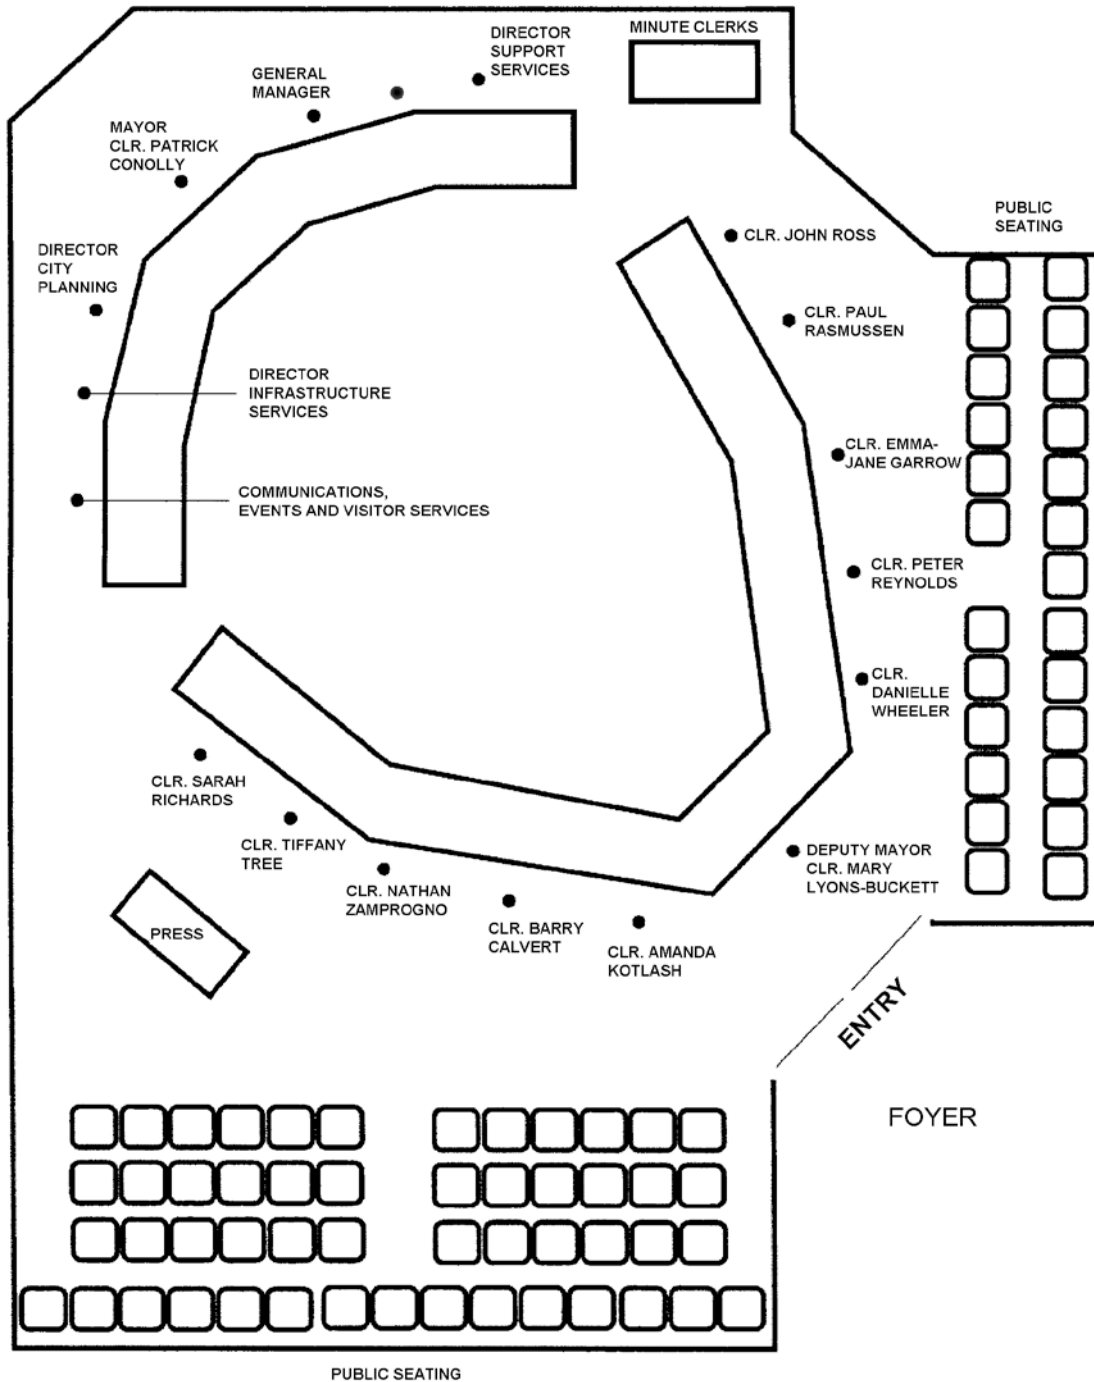 MINUTE CLERKS
DIRECTOR
SUPPORT
SERVICES
GENERAL
MANAGER
MAYOR
CLR. PATRICK
CONOLLY
DIRECTOR
CITY
PLANNING
DIRECTOR
INFRASTRUCTURE
SERVICES
COMMUNICATIONS,
EVENTS AND VISITOR SERVICES
PUBLIC
SEATING
CLR. JOHN ROSS
CLR. PAUL
RASMUSSEN
CLR. EMMA-
JANE GARROW
CLR. PETER
REYNOLDS
CLR.
DANIELLE
WHEELER
DEPUTY MAYOR
CLR. MARY
LYONS-BUCKETT
CLR. SARAH
RICHARDS
CLR. TIFFANY
TREE
CLR. NATHAN
ZAMPROGNO
CLR. BARRY
CALVERT
CLR. AMANDA
KOTLASH
PRESS
ENTRY
FOYER
PUBLIC SEATING